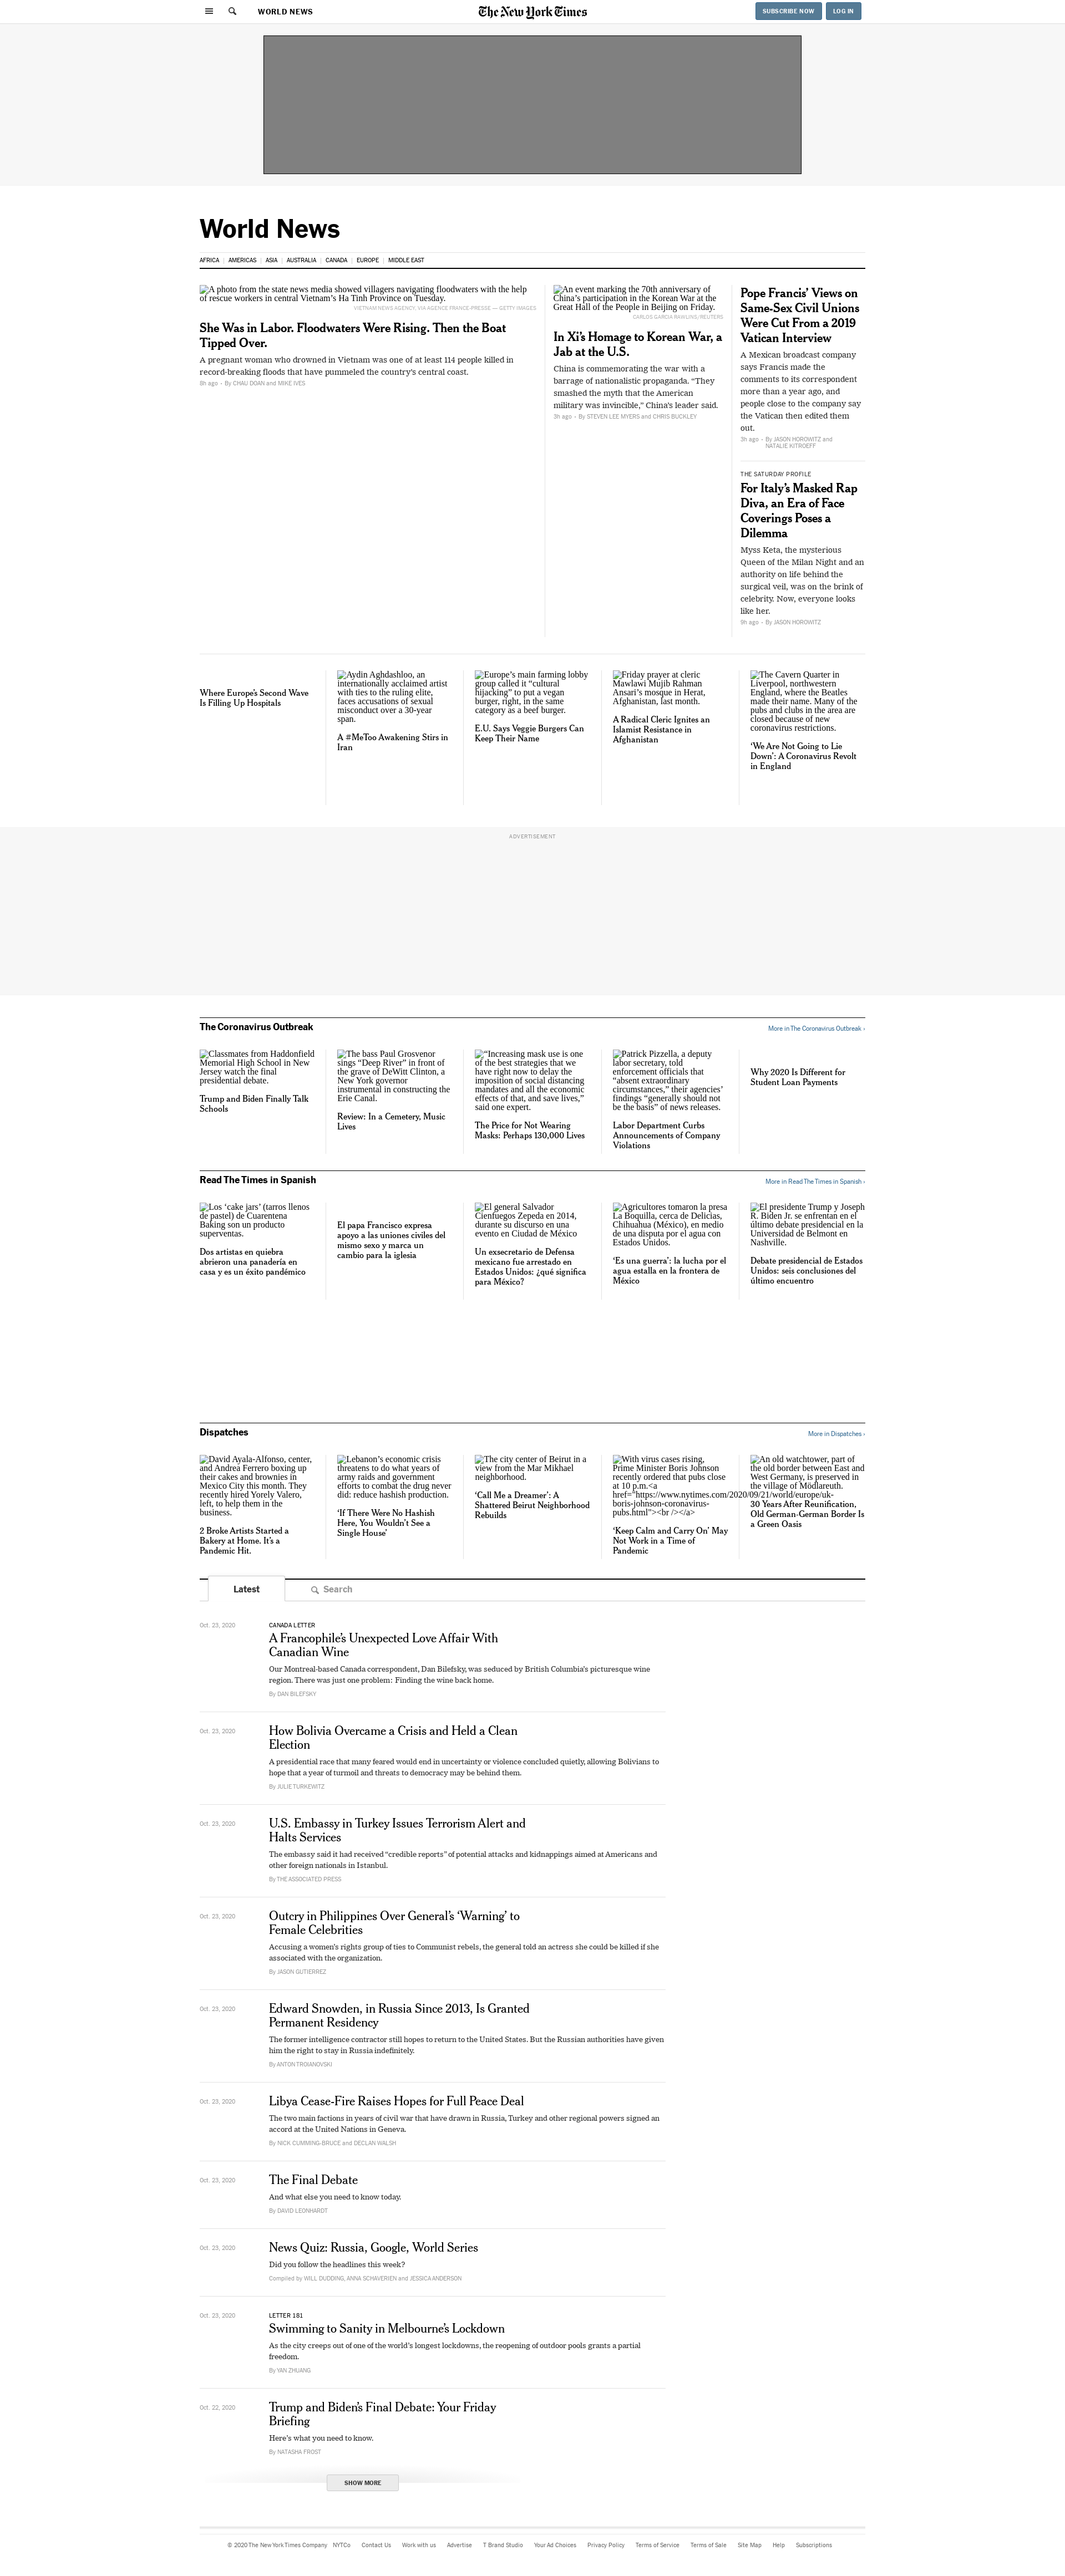 WORLD NEWS
The New York Times
SUBSCRIBE NOW
LOG IN
World News
AFRICA
AMERICAS
ASIA
AUSTRALIA
CANADA
EUROPE
MIDDLE EAST
A photo from the state news media showed villagers navigating floodwaters with the help
of rescue workers in central Vietnam’s Ha Tinh Province on Tuesday.
VIETNAM NEWS AGENCY, VIA AGENCE FRANCE-PRESSE — GETTY IMAGES
She Was in Labor. Floodwaters Were Rising. Then the Boat
Tipped Over.
A pregnant woman who drowned in Vietnam was one of at least 114 people killed in
record-breaking floods that have pummeled the country’s central coast.
8h ago • By CHAU DOAN and MIKE IVES
An event marking the 70th anniversary of
China’s participation in the Korean War at the
Great Hall of the People in Beijing on Friday.
CARLOS GARCIA RAWLINS/REUTERS
In Xi’s Homage to Korean War, a
Jab at the U.S.
China is commemorating the war with a
barrage of nationalistic propaganda. “They
smashed the myth that the American
military was invincible,” China’s leader said.
3h ago • By STEVEN LEE MYERS and CHRIS BUCKLEY
Pope Francis’ Views on
Same-Sex Civil Unions
Were Cut From a 2019
Vatican Interview
A Mexican broadcast company
says Francis made the
comments to its correspondent
more than a year ago, and
people close to the company say
the Vatican then edited them
out.
3h ago • By JASON HOROWITZ and
NATALIE KITROEFF
THE SATURDAY PROFILE
For Italy’s Masked Rap
Diva, an Era of Face
Coverings Poses a
Dilemma
Myss Keta, the mysterious
Queen of the Milan Night and an
authority on life behind the
surgical veil, was on the brink of
celebrity. Now, everyone looks
like her.
9h ago • By JASON HOROWITZ
Where Europe’s Second Wave
Is Filling Up Hospitals
Aydin Aghdashloo, an
internationally acclaimed artist
with ties to the ruling elite,
faces accusations of sexual
misconduct over a 30-year
span.
A #MeToo Awakening Stirs in
Iran
Europe’s main farming lobby
group called it “cultural
hijacking” to put a vegan
burger, right, in the same
category as a beef burger.
E.U. Says Veggie Burgers Can
Keep Their Name
Friday prayer at cleric
Mawlawi Mujib Rahman
Ansari’s mosque in Herat,
Afghanistan, last month.
A Radical Cleric Ignites an
Islamist Resistance in
Afghanistan
The Cavern Quarter in
Liverpool, northwestern
England, where the Beatles
made their name. Many of the
pubs and clubs in the area are
closed because of new
coronavirus restrictions.
‘We Are Not Going to Lie
Down’: A Coronavirus Revolt
in England
ADVERTISEMENT
The Coronavirus Outbreak
More in The Coronavirus Outbreak ›
Classmates from Haddonfield
Memorial High School in New
Jersey watch the final
presidential debate.
Trump and Biden Finally Talk
Schools
The bass Paul Grosvenor
sings “Deep River” in front of
the grave of DeWitt Clinton, a
New York governor
instrumental in constructing the
Erie Canal.
Review: In a Cemetery, Music
Lives
“Increasing mask use is one
of the best strategies that we
have right now to delay the
imposition of social distancing
mandates and all the economic
effects of that, and save lives,”
said one expert.
The Price for Not Wearing
Masks: Perhaps 130,000 Lives
Patrick Pizzella, a deputy
labor secretary, told
enforcement officials that
“absent extraordinary
circumstances,” their agencies’
findings “generally should not
be the basis” of news releases.
Labor Department Curbs
Announcements of Company
Violations
Why 2020 Is Different for
Student Loan Payments
Read The Times in Spanish
More in Read The Times in Spanish ›
Los ‘cake jars’ (tarros llenos
de pastel) de Cuarentena
Baking son un producto
superventas.
Dos artistas en quiebra
abrieron una panadería en
casa y es un éxito pandémico
El papa Francisco expresa
apoyo a las uniones civiles del
mismo sexo y marca un
cambio para la iglesia
El general Salvador
Cienfuegos Zepeda en 2014,
durante su discurso en una
evento en Ciudad de México
Un exsecretario de Defensa
mexicano fue arrestado en
Estados Unidos: ¿qué significa
para México?
Agricultores tomaron la presa
La Boquilla, cerca de Delicias,
Chihuahua (México), en medio
de una disputa por el agua con
Estados Unidos.
‘Es una guerra’: la lucha por el
agua estalla en la frontera de
México
El presidente Trump y Joseph
R. Biden Jr. se enfrentan en el
último debate presidencial en la
Universidad de Belmont en
Nashville.
Debate presidencial de Estados
Unidos: seis conclusiones del
último encuentro
Dispatches
More in Dispatches ›
David Ayala-Alfonso, center,
and Andrea Ferrero boxing up
their cakes and brownies in
Mexico City this month. They
recently hired Yorely Valero,
left, to help them in the
business.
2 Broke Artists Started a
Bakery at Home. It’s a
Pandemic Hit.
Lebanon’s economic crisis
threatens to do what years of
army raids and government
efforts to combat the drug never
did: reduce hashish production.
‘If There Were No Hashish
Here, You Wouldn’t See a
Single House’
The city center of Beirut in a
view from the Mar Mikhael
neighborhood.
‘Call Me a Dreamer’: A
Shattered Beirut Neighborhood
Rebuilds
With virus cases rising,
Prime Minister Boris Johnson
recently ordered that pubs close
at 10 p.m.<a
href="https://www.nytimes.com/2020/09/21/world/europe/uk-
boris-johnson-coronavirus-
pubs.html"><br /></a>
‘Keep Calm and Carry On’ May
Not Work in a Time of
Pandemic
An old watchtower, part of
the old border between East and
West Germany, is preserved in
the village of Mödlareuth.
30 Years After Reunification,
Old German-German Border Is
a Green Oasis
Latest
Search
Oct. 23, 2020
CANADA LETTER
A Francophile’s Unexpected Love Affair With
Canadian Wine
Our Montreal-based Canada correspondent, Dan Bilefsky, was seduced by British Columbia’s picturesque wine
region. There was just one problem: Finding the wine back home.
By DAN BILEFSKY
Oct. 23, 2020
How Bolivia Overcame a Crisis and Held a Clean
Election
A presidential race that many feared would end in uncertainty or violence concluded quietly, allowing Bolivians to
hope that a year of turmoil and threats to democracy may be behind them.
By JULIE TURKEWITZ
Oct. 23, 2020
U.S. Embassy in Turkey Issues Terrorism Alert and
Halts Services
The embassy said it had received “credible reports” of potential attacks and kidnappings aimed at Americans and
other foreign nationals in Istanbul.
By THE ASSOCIATED PRESS
Oct. 23, 2020
Outcry in Philippines Over General’s ‘Warning’ to
Female Celebrities
Accusing a women’s rights group of ties to Communist rebels, the general told an actress she could be killed if she
associated with the organization.
By JASON GUTIERREZ
Oct. 23, 2020
Edward Snowden, in Russia Since 2013, Is Granted
Permanent Residency
The former intelligence contractor still hopes to return to the United States. But the Russian authorities have given
him the right to stay in Russia indefinitely.
By ANTON TROIANOVSKI
Oct. 23, 2020
Libya Cease-Fire Raises Hopes for Full Peace Deal
The two main factions in years of civil war that have drawn in Russia, Turkey and other regional powers signed an
accord at the United Nations in Geneva.
By NICK CUMMING-BRUCE and DECLAN WALSH
Oct. 23, 2020
The Final Debate
And what else you need to know today.
By DAVID LEONHARDT
Oct. 23, 2020
News Quiz: Russia, Google, World Series
Did you follow the headlines this week?
Compiled by WILL DUDDING, ANNA SCHAVERIEN and JESSICA ANDERSON
Oct. 23, 2020
LETTER 181
Swimming to Sanity in Melbourne’s Lockdown
As the city creeps out of one of the world’s longest lockdowns, the reopening of outdoor pools grants a partial
freedom.
By YAN ZHUANG
Oct. 22, 2020
Trump and Biden’s Final Debate: Your Friday
Briefing
Here’s what you need to know.
By NATASHA FROST
SHOW MORE
© 2020 The New York Times Company
NYTCo
Contact Us
Work with us
Advertise
T Brand Studio
Your Ad Choices
Privacy Policy
Terms of Service
Terms of Sale
Site Map
Help
Subscriptions